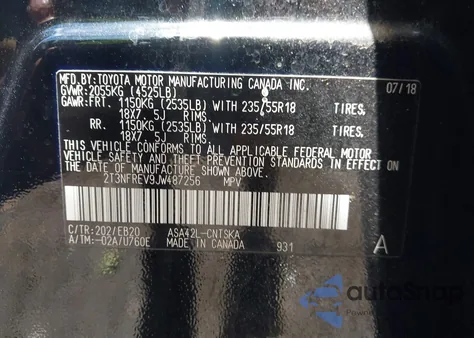 MFD. BY: TOYOTA MOTOR MANUFACTURING CANADA INC.
GVWR: 2055KG (4525LB) 07/18
GAWR: FRT. 1150KG (2535LB) WITH 235/55R18 TIRES.
18X7. 5J RIMS.
RR. 1150KG (2535LB) WITH 235/55R18 TIRES,
18X7. 5J RIMS.
THIS VEHICLE CONFORMS TO ALL APPLICABLE FEDERAL MOTOR
VEHICLE SAFETY AND THEFT PREVENTION STANDARDS IN EFFECT ON
THE DATE OF MANUFACTURE SHOWN ABOVE.
2T3NFREV9JW487256 MPV
C/TR: 202/EB20 ASA42L-CNTSKA
A/TM: -02A/U760E MADE IN CANADA 931 A
autoSnap
Powered